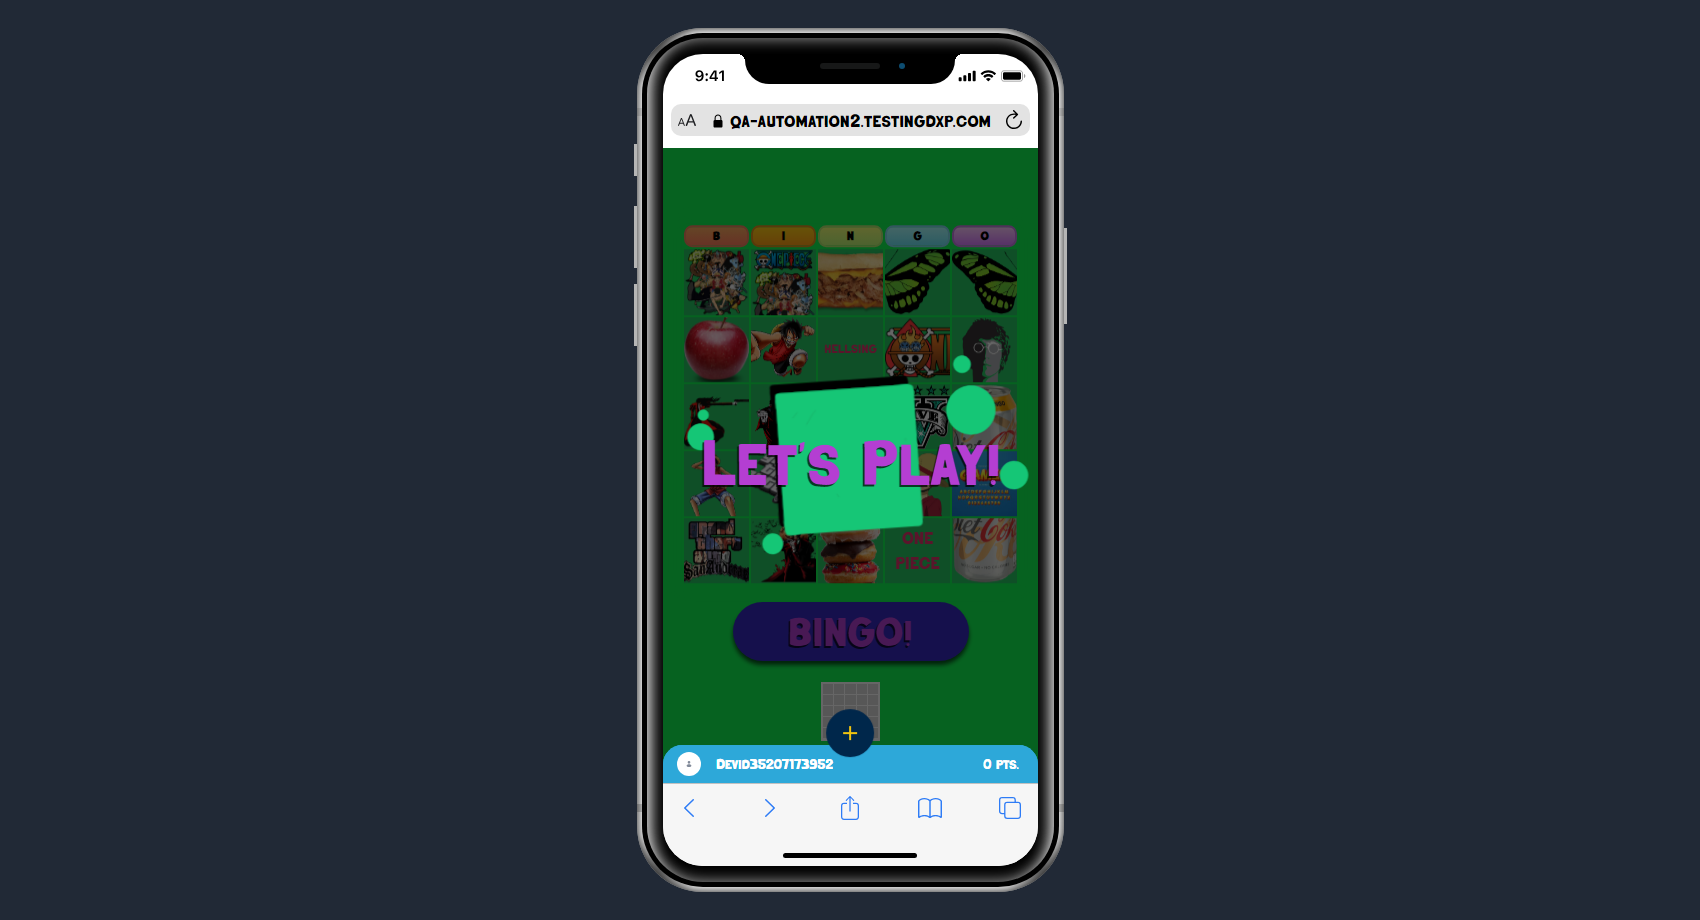 9:41
AA QA-AUTOMATION2.TESTINGDXP.COM
B I N G O
HELLSING
LET'S PLAY!
ONE
PIECE
BINGO!
+
DEVID35207173952 0 PTS.